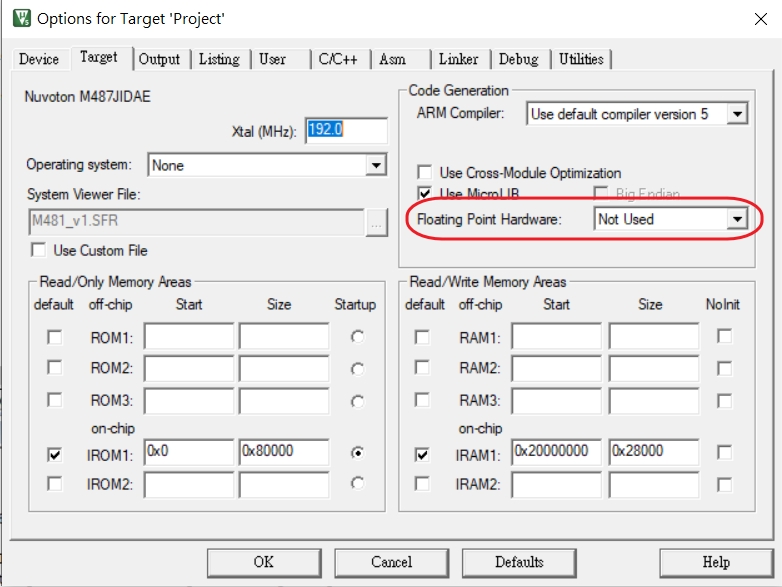 Options for Target 'Project'
Device Target Output Listing User C/C++ Asm Linker Debug Utilities
Nuvoton M487JIDAE
Xtal (MHz): 192.0
Operating system: None
System Viewer File:
M481_v1.SFR
...
Use Custom File
Code Generation
ARM Compiler: Use default compiler version 5
Use Cross-Module Optimization
Use MicroLIB Big Endian
Floating Point Hardware: Not Used
Read/Only Memory Areas
default off-chip Start Size Startup
ROM1:
ROM2:
ROM3:
on-chip
IROM1: 0x0 0x80000
IROM2:
Read/Write Memory Areas
default off-chip Start Size NoInit
RAM1:
RAM2:
RAM3:
on-chip
IRAM1: 0x20000000 0x28000
IRAM2:
OK Cancel Defaults Help